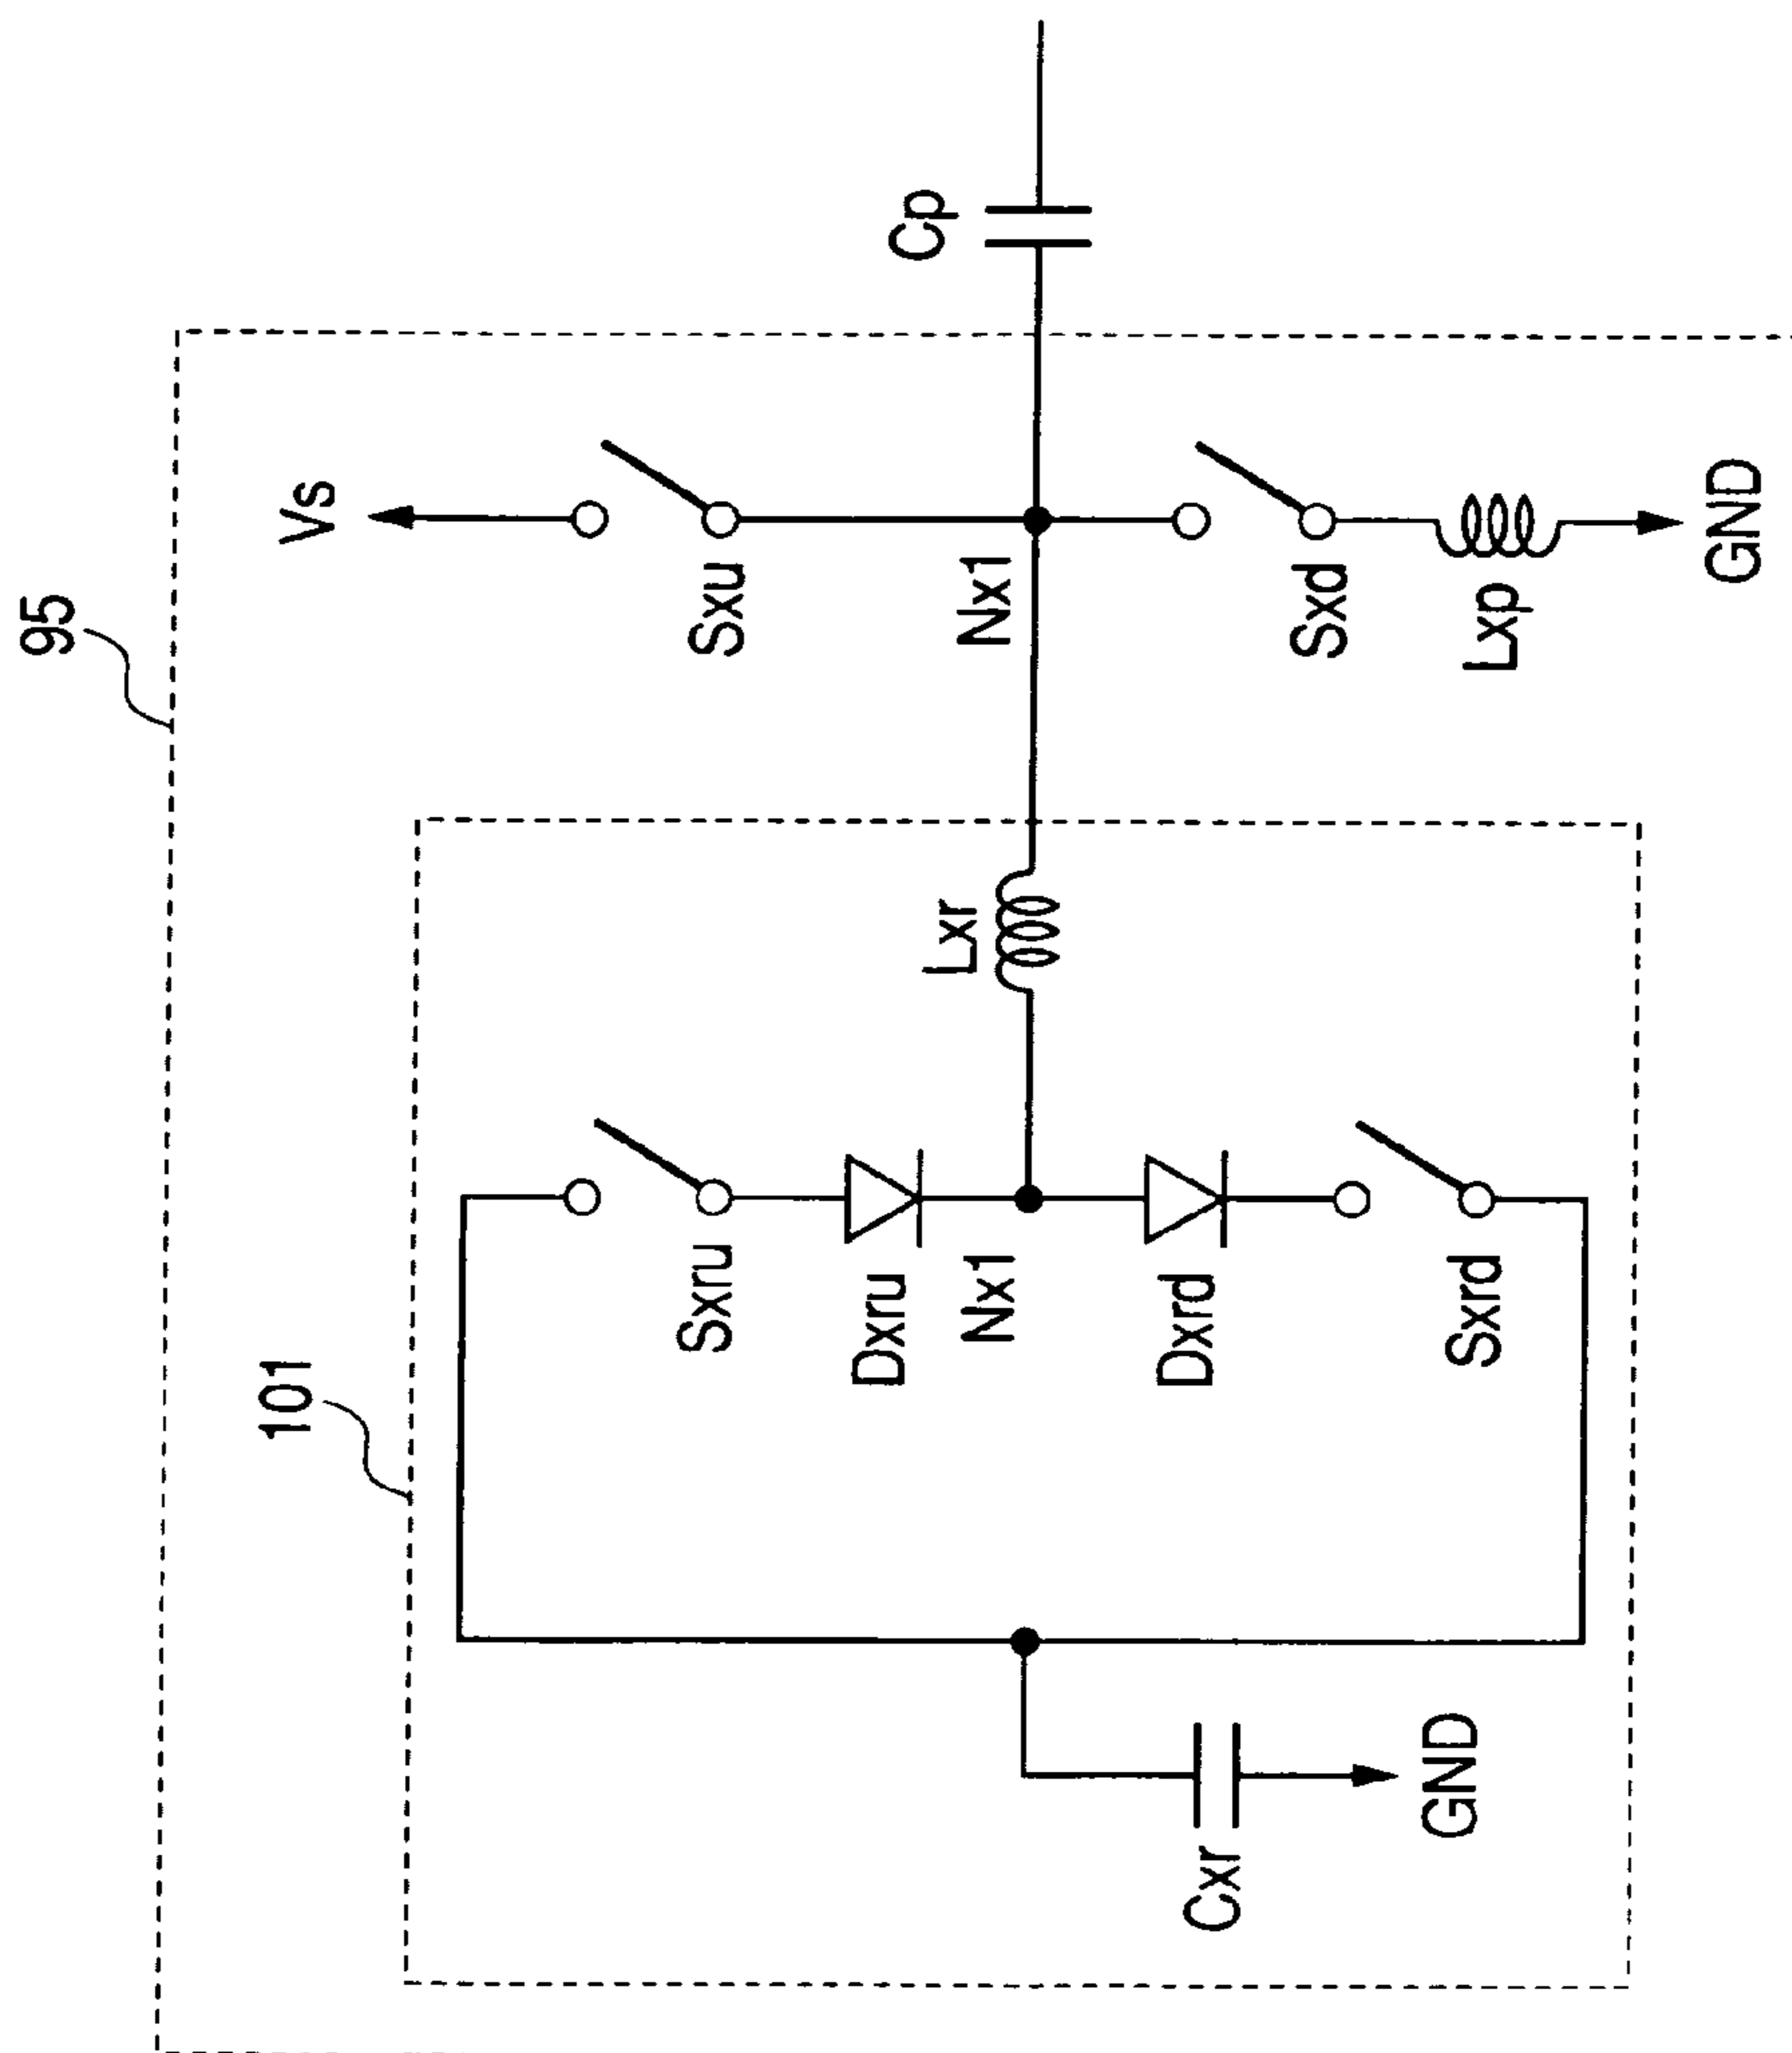 95
101
Vs
Sxru
Sxu
Dxru
Cp
Lxr
Nx1
Nx1
Dxrd
Cxr
Sxd
GND
Sxrd
Lxp
GND